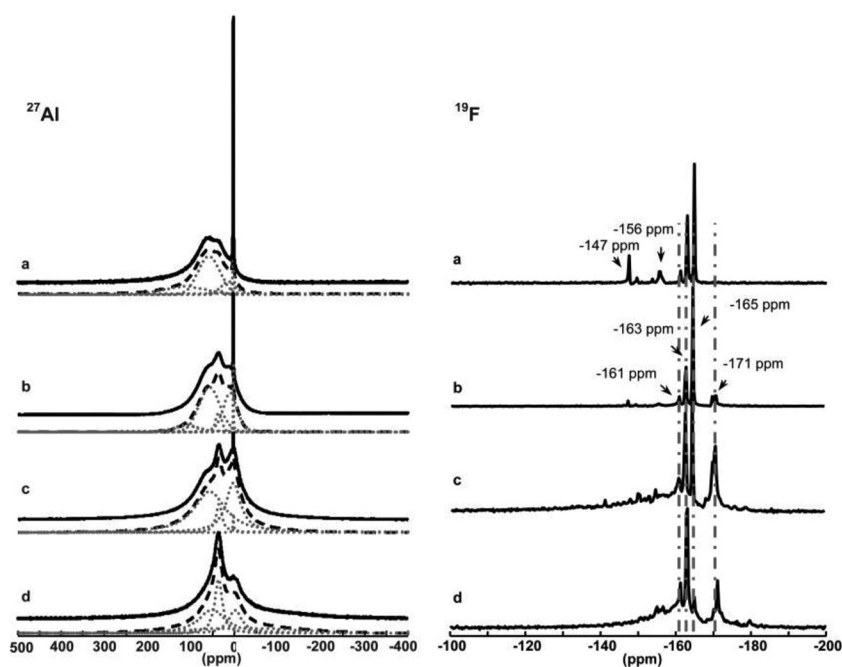 27Al
19F
a
b
c
d
500 400 300 200 100 0 -100 -200 -300 -400
(ppm)
a
-147 ppm
-156 ppm
-165 ppm
-163 ppm
-161 ppm
-171 ppm
b
c
d
-100 -120 -140 -160 -180 -200
(ppm)